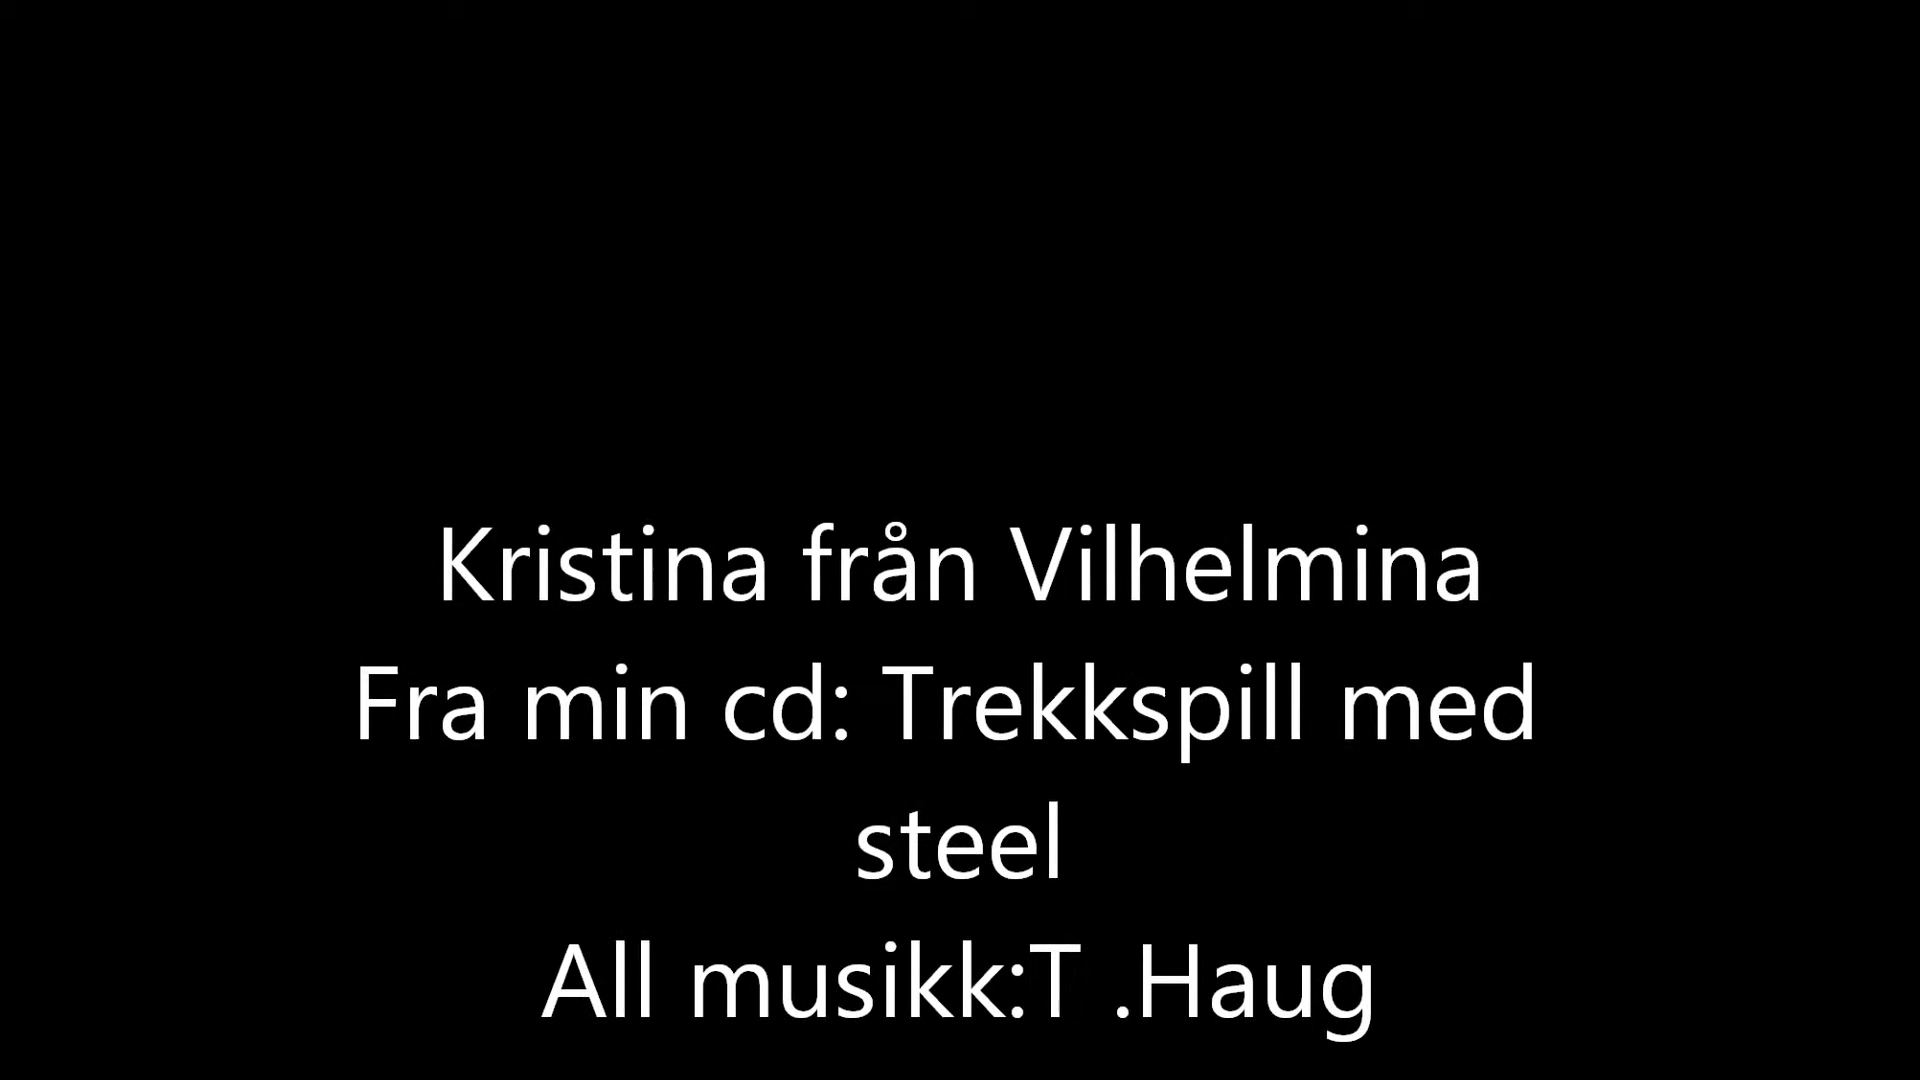 Kristina från Vilhelmina
Fra min cd: Trekkspill med
steel
All musikk:T .Haug